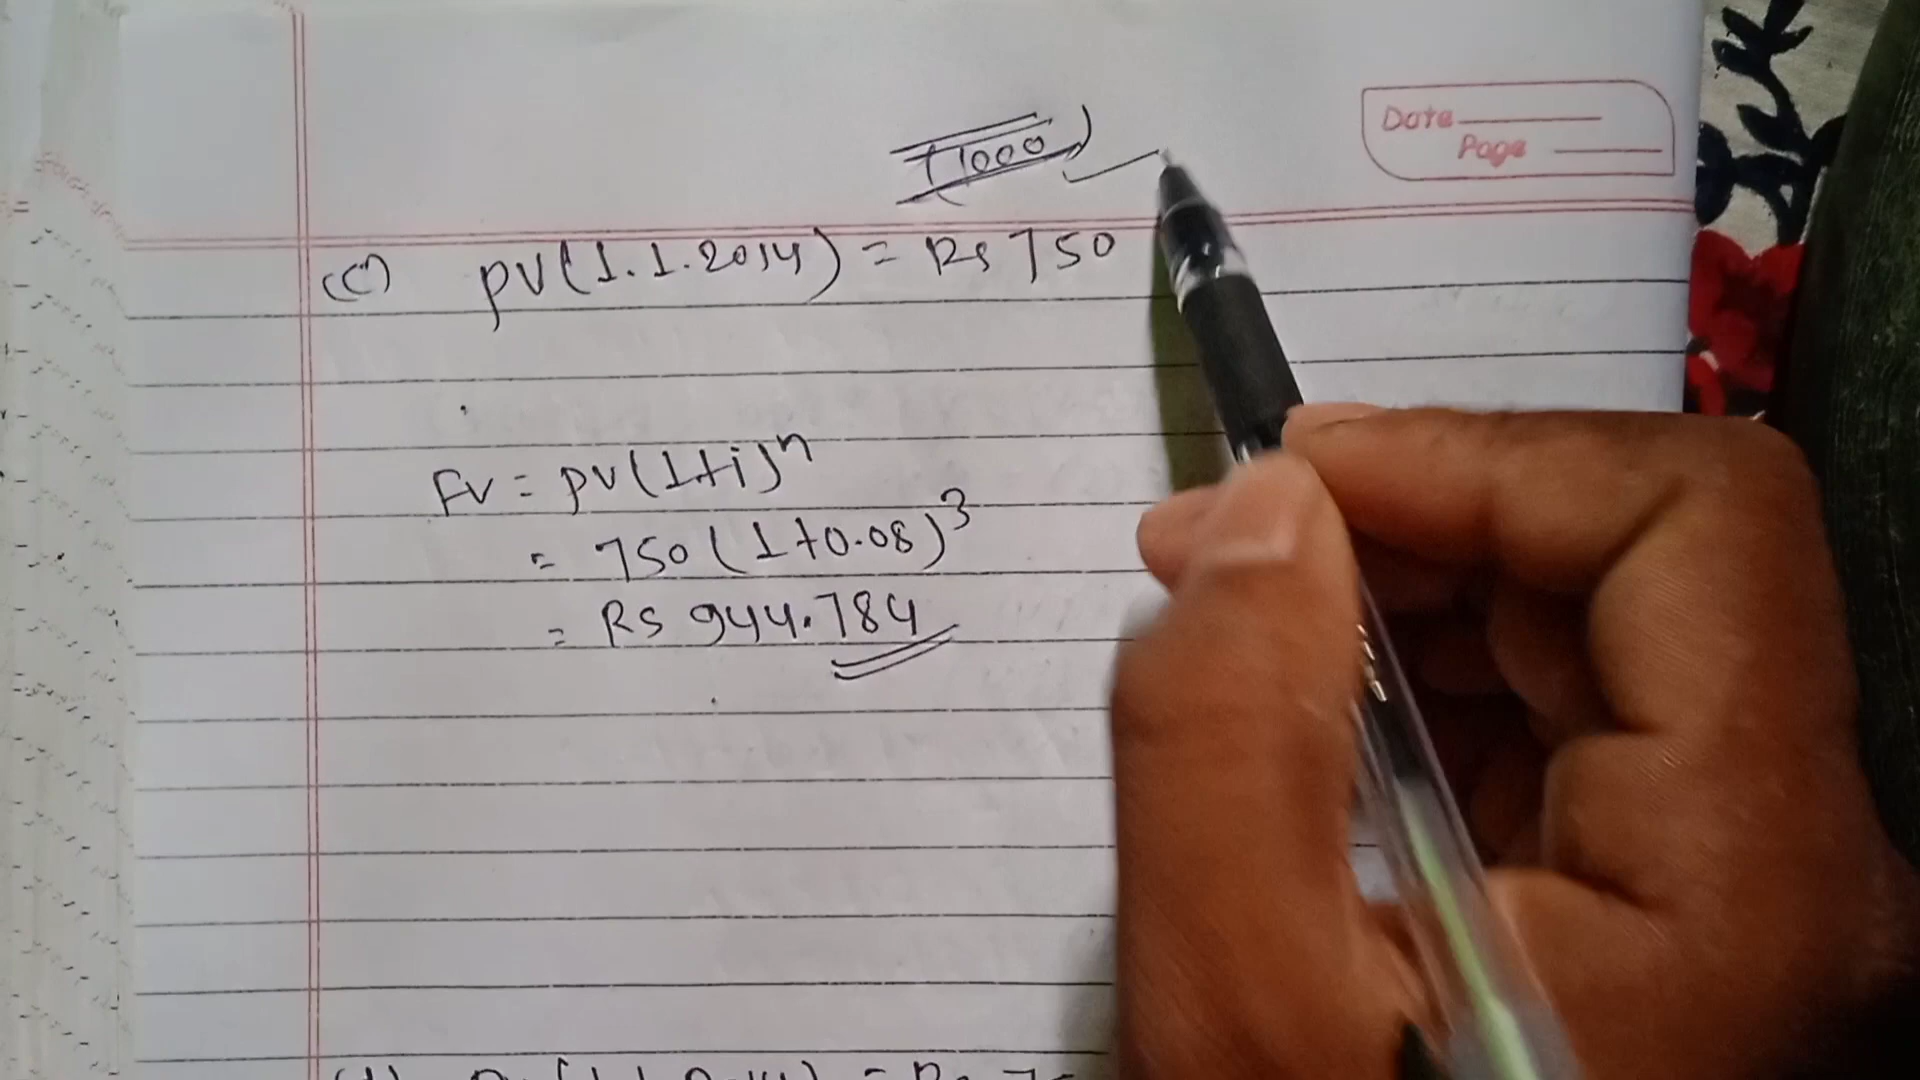 Date
Page
(1000)
(C) PV(1.1.2014) = Rs 750
FV = PV(1+i)^n
= 750(1+0.08)^3
= Rs 944.784